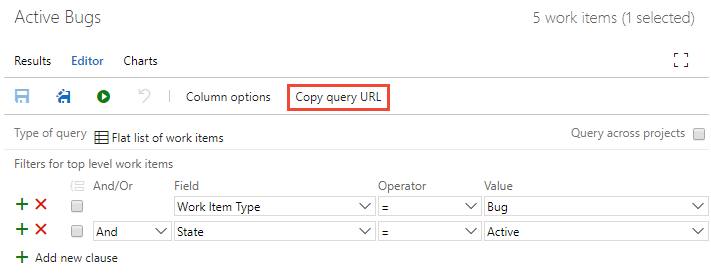 Active Bugs 5 work items (1 selected)
Results Editor Charts
Column options Copy query URL
Type of query Flat list of work items Query across projects
Filters for top level work items
And/Or Field Operator Value
Work Item Type = Bug
And State = Active
Add new clause